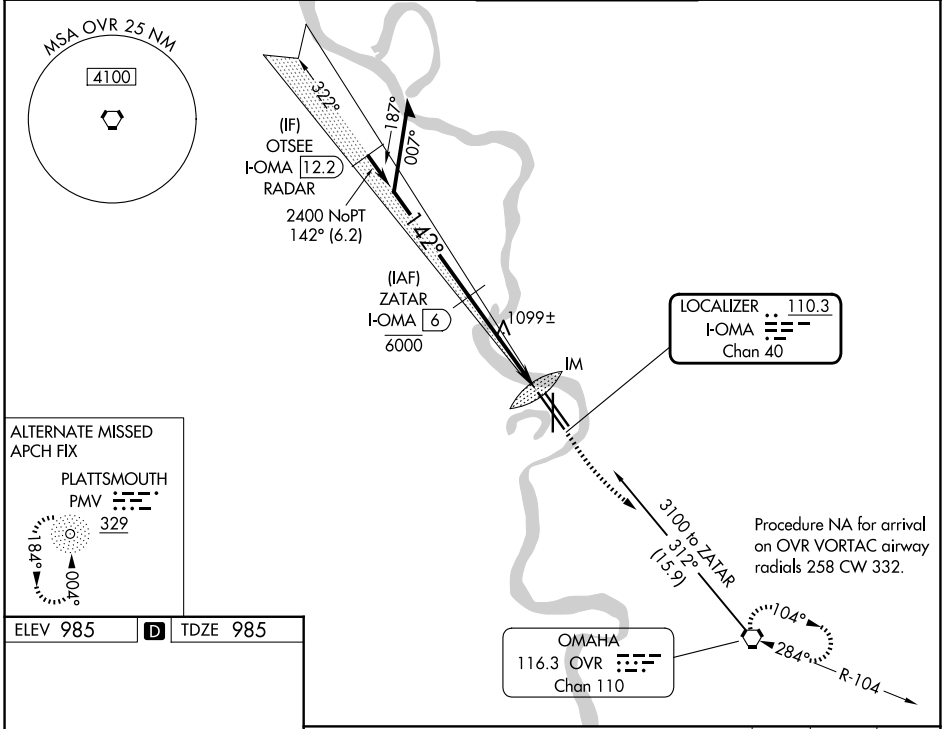 MSA OVR 25 NM
4100
322°
187°
007°
(IF)
OTSEE
I-OMA 12.2
RADAR
2400 NoPT
142° (6.2)
142°
(IAF)
ZATAR
I-OMA 6
6000
1099±
IM
LOCALIZER 110.3
I-OMA
Chan 40
ALTERNATE MISSED
APCH FIX
PLATTSMOUTH
PMV
329
184°
004°
3100 to ZATAR
312°
(15.9)
Procedure NA for arrival
on OVR VORTAC airway
radials 258 CW 332.
OMAHA
116.3 OVR
Chan 110
104°
284°
R-104
ELEV 985 D TDZE 985